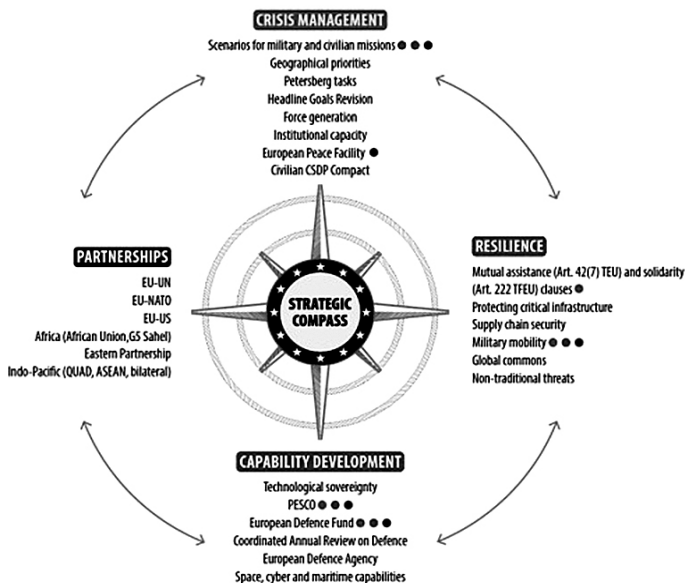 CRISIS MANAGEMENT
Scenarios for military and civilian missions
Geographical priorities
Petersberg tasks
Headline Goals Revision
Force generation
Institutional capacity
European Peace Facility
Civilian CSDP Compact
PARTNERSHIPS
EU-UN
EU-NATO
EU-US
Africa (African Union,G5 Sahel)
Eastern Partnership
Indo-Pacific (QUAD, ASEAN, bilateral)
STRATEGIC
COMPASS
RESILIENCE
Mutual assistance (Art. 42(7) TEU) and solidarity
(Art. 222 TFEU) clauses
Protecting critical infrastructure
Supply chain security
Military mobility
Global commons
Non-traditional threats
CAPABILITY DEVELOPMENT
Technological sovereignty
PESCO
European Defence Fund
Coordinated Annual Review on Defence
European Defence Agency
Space, cyber and maritime capabilities